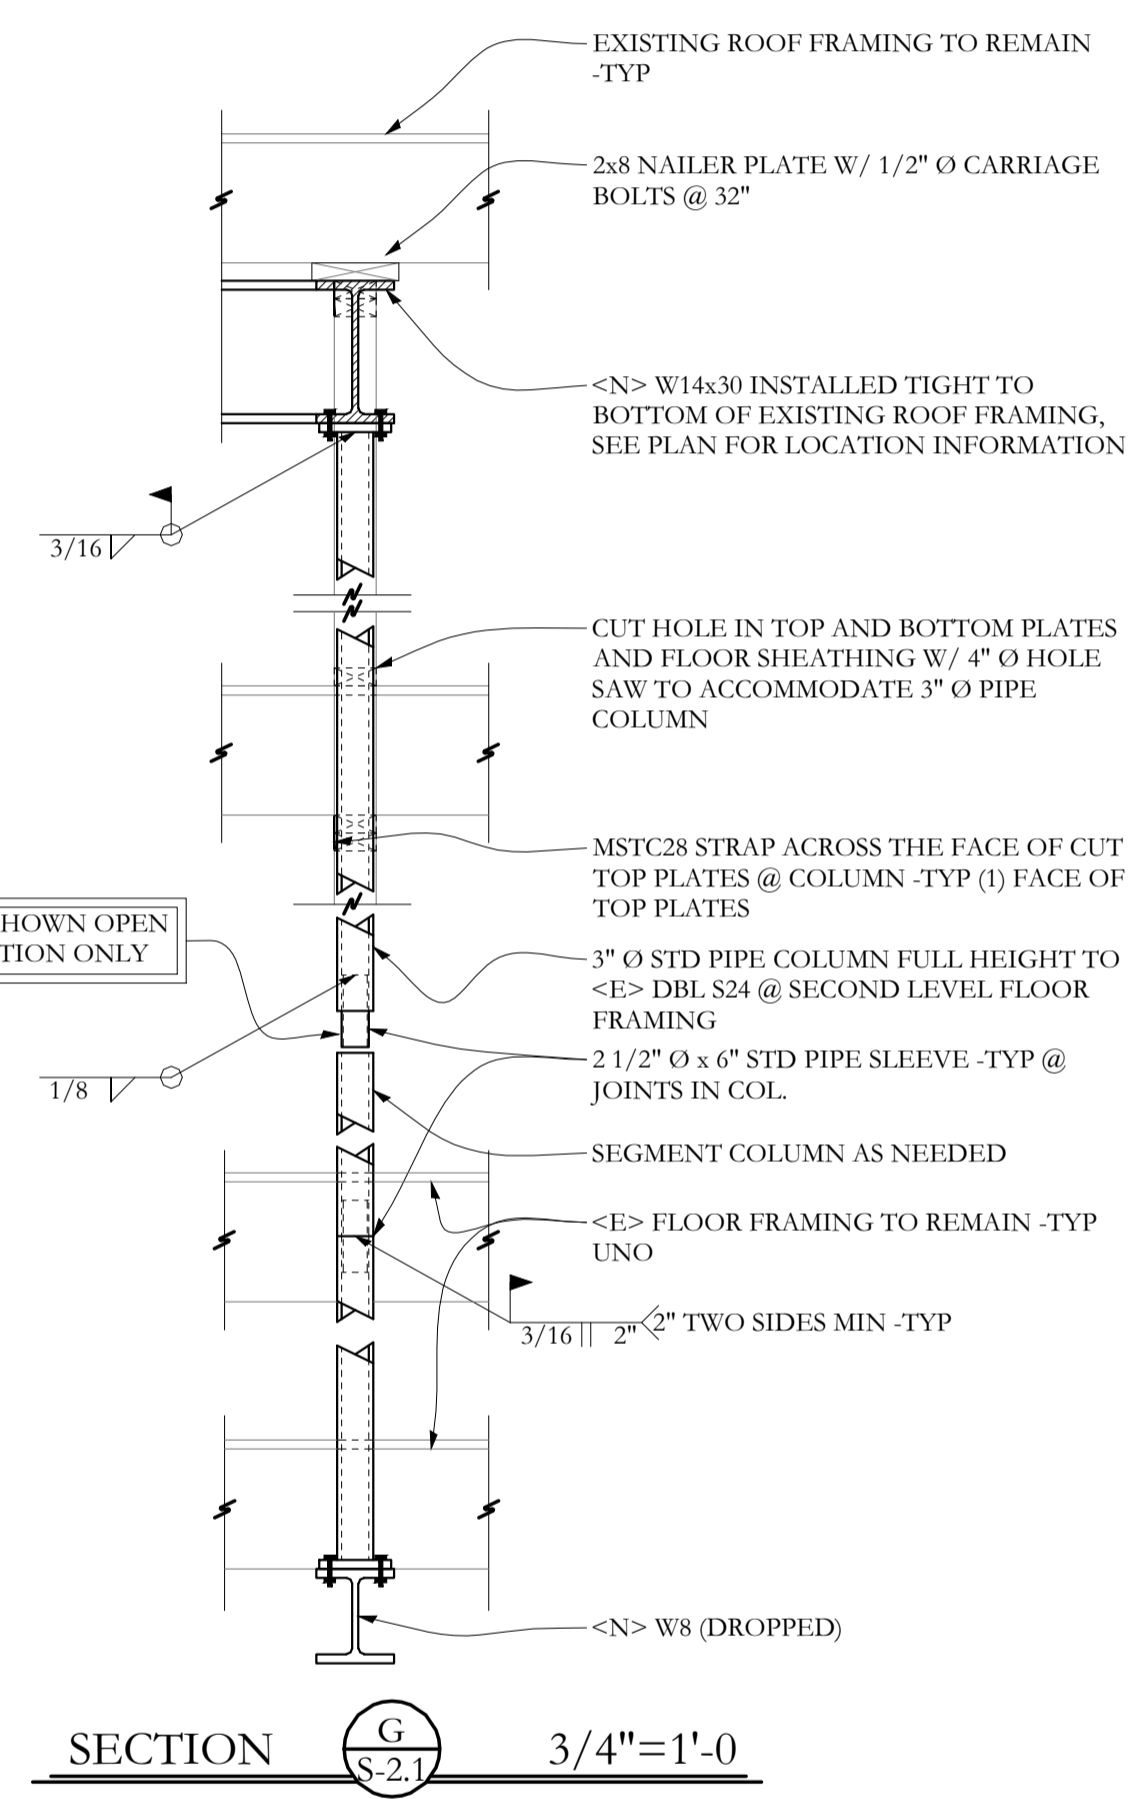 EXISTING ROOF FRAMING TO REMAIN
-TYP
2x8 NAILER PLATE W/ 1/2" Ø CARRIAGE
BOLTS @ 32"
<N> W14x30 INSTALLED TIGHT TO
BOTTOM OF EXISTING ROOF FRAMING,
SEE PLAN FOR LOCATION INFORMATION
3/16
CUT HOLE IN TOP AND BOTTOM PLATES
AND FLOOR SHEATHING W/ 4" Ø HOLE
SAW TO ACCOMMODATE 3" Ø PIPE
COLUMN
MSTC28 STRAP ACROSS THE FACE OF CUT
TOP PLATES @ COLUMN -TYP (1) FACE OF
TOP PLATES
HOWN OPEN
TION ONLY
3" Ø STD PIPE COLUMN FULL HEIGHT TO
<E> DBL S24 @ SECOND LEVEL FLOOR
FRAMING
2 1/2" Ø x 6" STD PIPE SLEEVE -TYP @
JOINTS IN COL.
1/8
SEGMENT COLUMN AS NEEDED
<E> FLOOR FRAMING TO REMAIN -TYP
UNO
3/16 2" 2" TWO SIDES MIN -TYP
<N> W8 (DROPPED)
SECTION G S-2.1 3/4"=1'-0